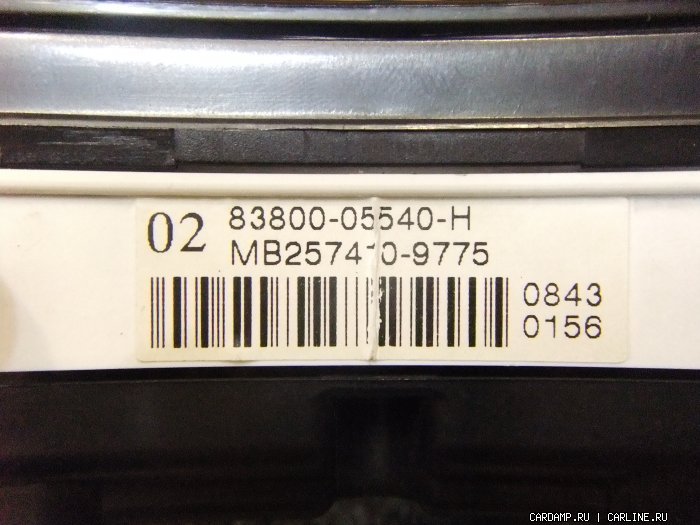 02 83800-05540-H
MB257410-9775
0843
0156
CARDAMP.RU | CARLINE.RU